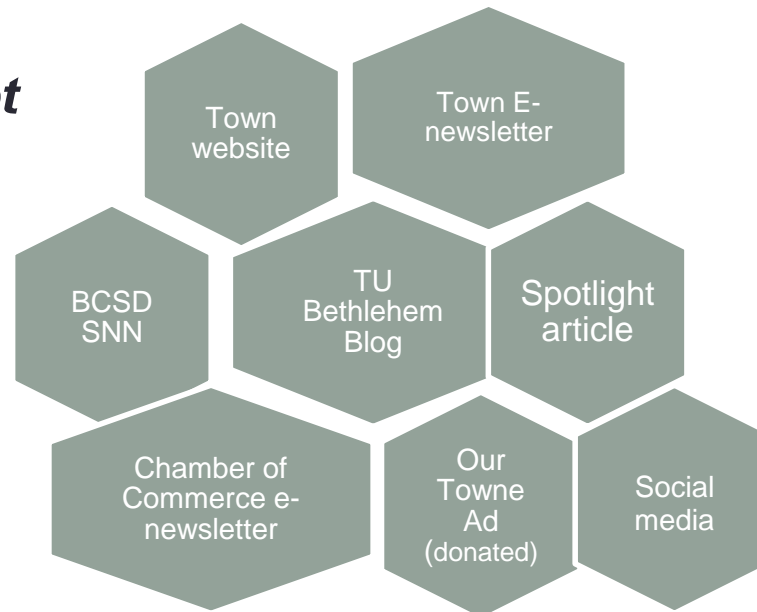 Town
website
Town E-
newsletter
BCSD
SNN
TU
Bethlehem
Blog
Spotlight
article
Chamber of
Commerce e-
newsletter
Our
Towne
Ad
(donated)
Social
media